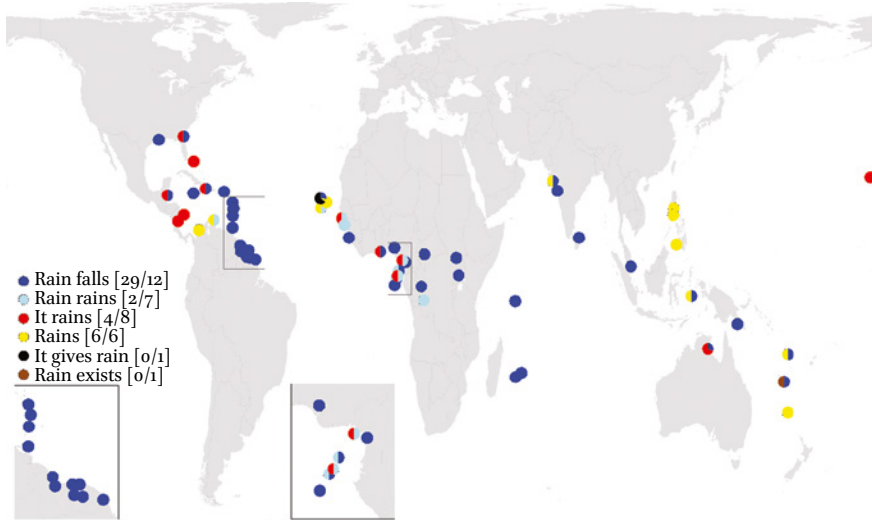 Rain falls [29/12]
Rain rains [2/7]
It rains [4/8]
Rains [6/6]
It gives rain [0/1]
Rain exists [0/1]